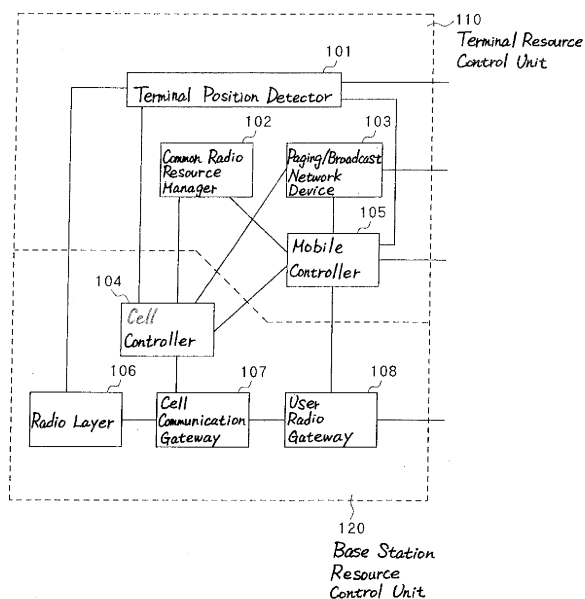 110
Terminal Resource
Control Unit
101
Terminal Position Detector
102
Common Radio
Resource
Manager
103
Paging/Broadcast
Network
Device
105
Mobile
Controller
104
Cell
Controller
106
Radio Layer
107
Cell
Communication
Gateway
108
User
Radio
Gateway
120
Base Station
Resource
Control Unit